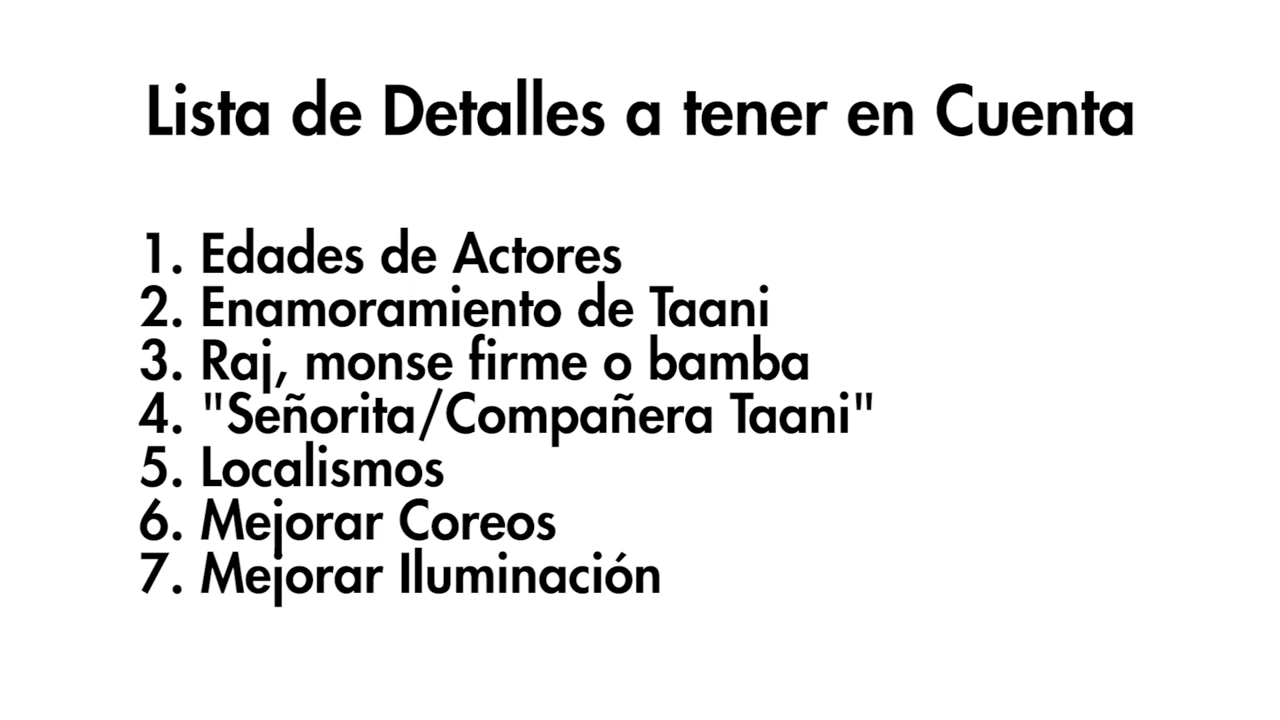 Lista de Detalles a tener en Cuenta
1. Edades de Actores
2. Enamoramiento de Taani
3. Raj, monse firme o bamba
4. "Señorita/Compañera Taani"
5. Localismos
6. Mejorar Coreos
7. Mejorar Iluminación